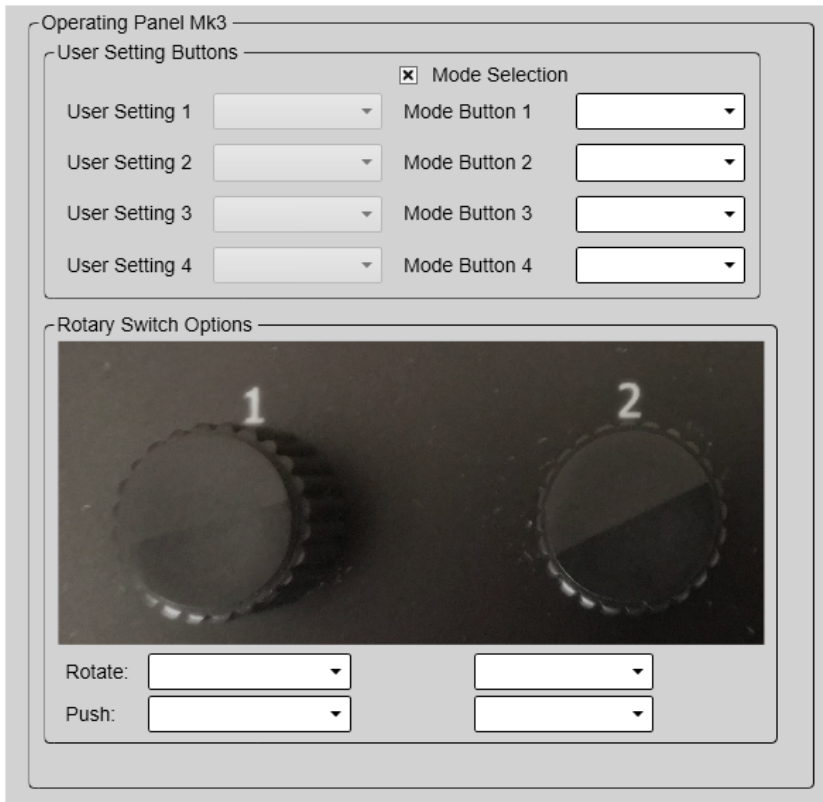 Operating Panel Mk3
User Setting Buttons
Mode Selection
User Setting 1 Mode Button 1
User Setting 2 Mode Button 2
User Setting 3 Mode Button 3
User Setting 4 Mode Button 4
Rotary Switch Options
1 2
Rotate:
Push: